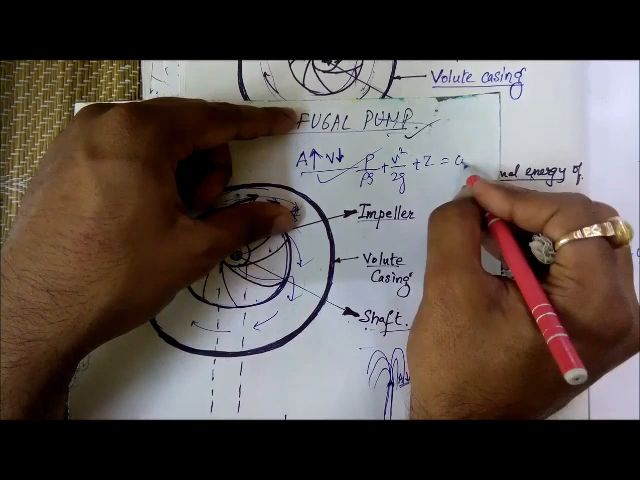 Volute casing
FUGAL PUMP
A↑ V↓ P/ρg + V²/2g + Z = C
nal energy of
Impeller
Volute
Casing
Shaft.